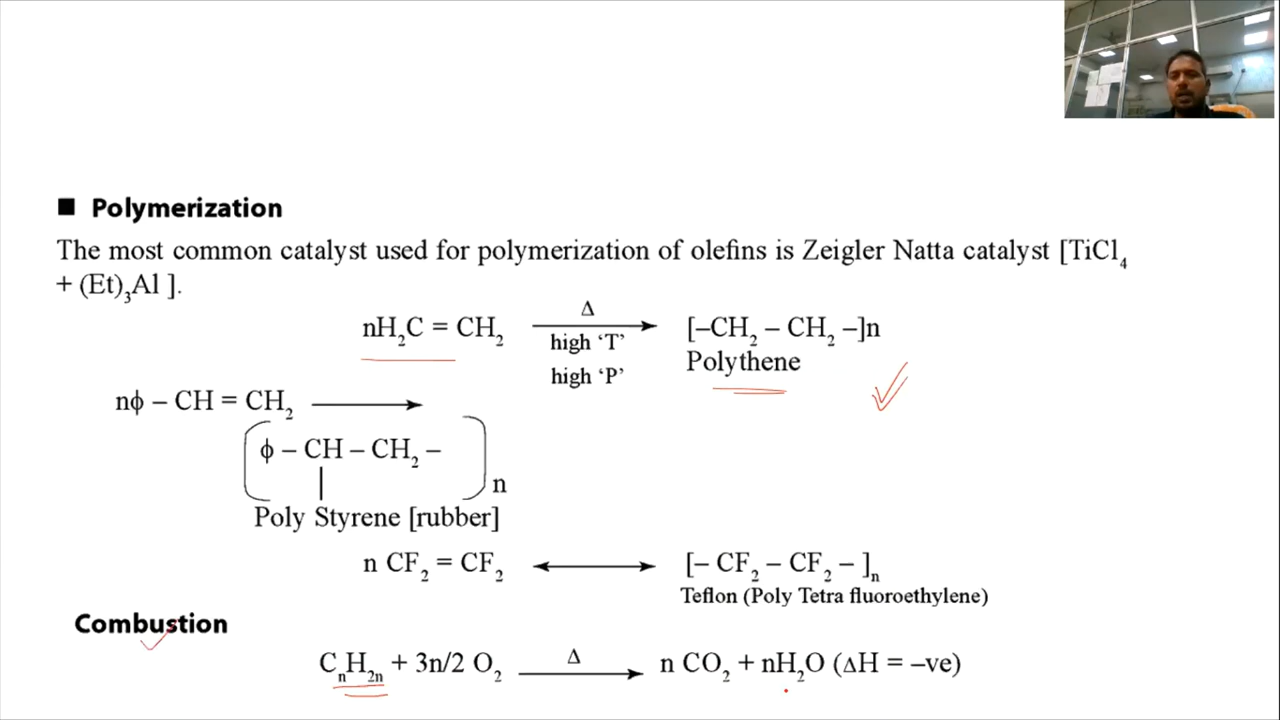 ■ Polymerization
The most common catalyst used for polymerization of olefins is Zeigler Natta catalyst [TiCl₄
+ (Et)₃Al ].
nH₂C = CH₂ Δ high ‘T’ high ‘P’ ⟶ [–CH₂ – CH₂ –]n
Polythene
nϕ – CH = CH₂ ⟶
ϕ – CH – CH₂ –
|
n
Poly Styrene [rubber]
n CF₂ = CF₂ ⟷ [– CF₂ – CF₂ – ]ₙ
Teflon (Poly Tetra fluoroethylene)
Combustion
CₙH₂ₙ + 3n/2 O₂ Δ ⟶ n CO₂ + nH₂O (ΔH = –ve)